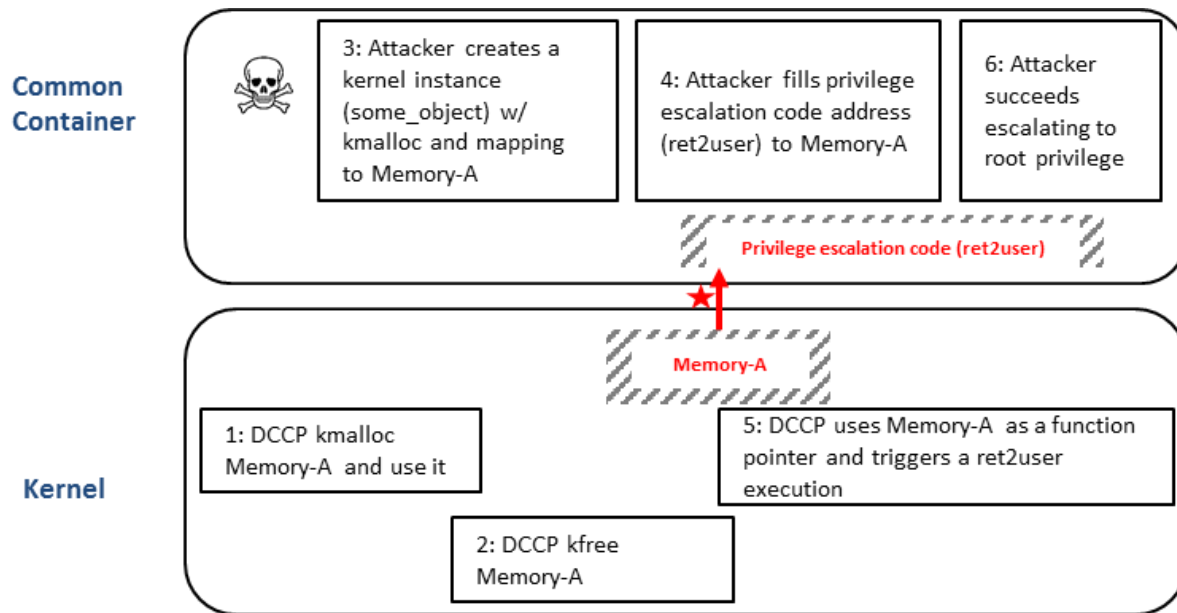 Common
Container
3: Attacker creates a
kernel instance
(some_object) w/
kmalloc and mapping
to Memory-A
4: Attacker fills privilege
escalation code address
(ret2user) to Memory-A
6: Attacker
succeeds
escalating to
root privilege
Privilege escalation code (ret2user)
Memory-A
Kernel
1: DCCP kmalloc
Memory-A and use it
2: DCCP kfree
Memory-A
5: DCCP uses Memory-A as a function
pointer and triggers a ret2user
execution